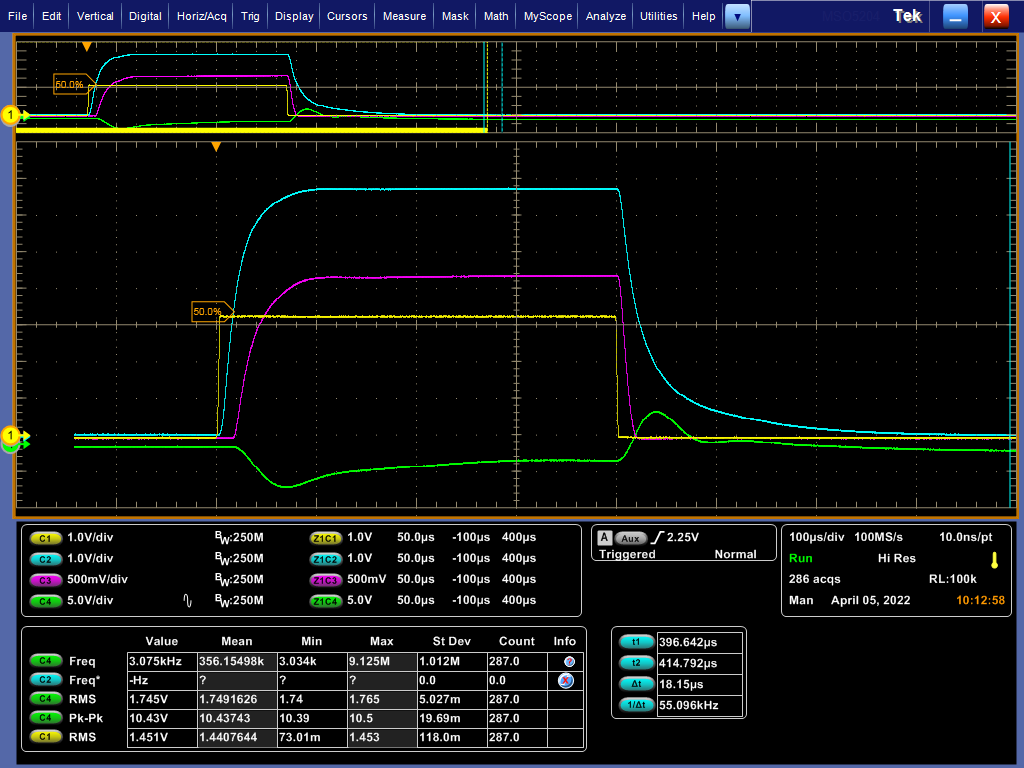 File Edit Vertical Digital Horiz/Acq Trig Display Cursors Measure Mask Math MyScope Analyze Utilities Help ▼ Tek X
50.0%
1
50.0%
1
C1 1.0V/div BW:250M Z1C1 1.0V 50.0µs -100µs 400µs
C2 1.0V/div BW:250M Z1C2 1.0V 50.0µs -100µs 400µs
C3 500mV/div BW:250M Z1C3 500mV 50.0µs -100µs 400µs
C4 5.0V/div BW:250M Z1C4 5.0V 50.0µs -100µs 400µs
A Aux 2.25V
Triggered Normal
100µs/div 100MS/s 10.0ns/pt
Run Hi Res
286 acqs RL:100k
Man April 05, 2022 10:12:58
Value Mean Min Max St Dev Count Info
C4 Freq 3.075kHz 356.15498k 3.034k 9.125M 1.012M 287.0 ?
C2 Freq* -Hz ? ? ? 0.0 0.0 X
C4 RMS 1.745V 1.7491626 1.74 1.765 5.027m 287.0
C4 Pk-Pk 10.43V 10.43743 10.39 10.5 19.69m 287.0
C1 RMS 1.451V 1.4407644 73.01m 1.453 118.0m 287.0
t1 396.642µs
t2 414.792µs
Δt 18.15µs
1/Δt 55.096kHz